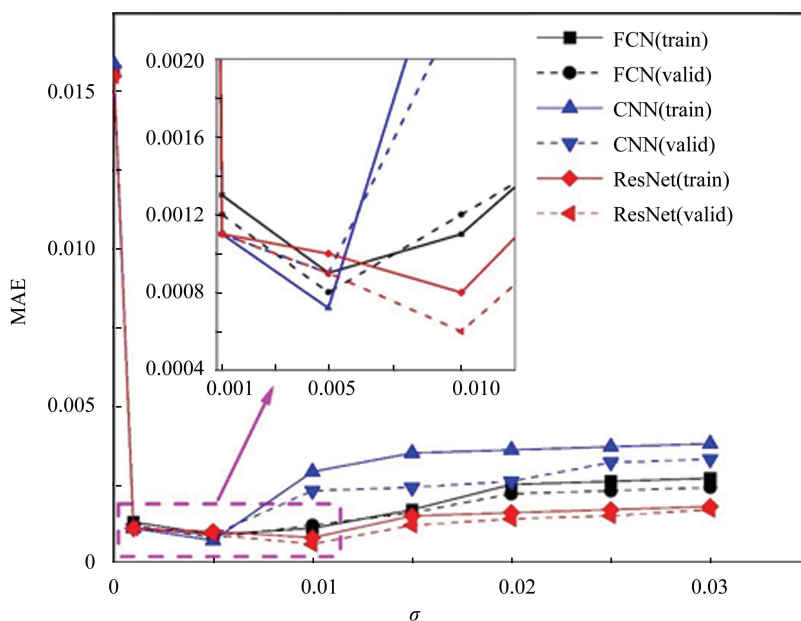 0.0020
0.0016
0.0012
0.0008
0.0004
0.001
0.005
0.010
FCN(train)
FCN(valid)
CNN(train)
CNN(valid)
ResNet(train)
ResNet(valid)
0.015
0.010
0.005
0
MAE
0
0.01
0.02
0.03
σ